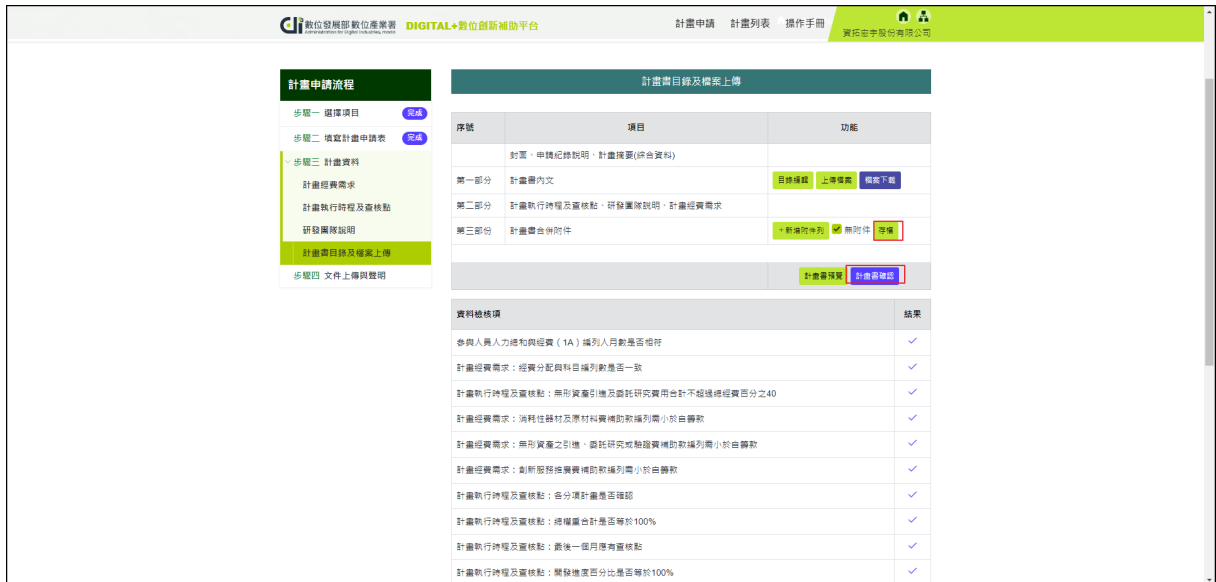 數位發展部數位產業署 DIGITAL+數位創新補助平台 計畫申請 計畫列表 操作手冊
Administration for Digital Industries, moda
資拓宏宇股份有限公司
計畫申請流程
步驟一 選擇項目 完成
步驟二 填寫計畫申請表 完成
步驟三 計畫資料
計畫經費需求
計畫執行時程及查核點
研發團隊說明
計畫書目錄及檔案上傳
步驟四 文件上傳與聲明
計畫書目錄及檔案上傳
序號 項目 功能
封面、申請紀錄說明、計畫摘要(綜合資料)
第一部分 計畫書內文 目錄編輯 上傳檔案 檔案下載
第二部分 計畫執行時程及查核點、研發團隊說明、計畫經費需求
第三部份 計畫書合併附件 +新增附件列 無附件 存檔
計畫書預覽 計畫書確認
資料檢核項 結果
參與人員人力總和與經費（1A）編列人月數是否相符
計畫經費需求：經費分配與科目編列數是否一致
計畫執行時程及查核點：無形資產引進及委託研究費用合計不超過總經費百分之40
計畫經費需求：消耗性器材及原材料費補助款編列需小於自籌款
計畫經費需求：無形資產之引進、委託研究或驗證費補助款編列需小於自籌款
計畫經費需求：創新服務推廣費補助款編列需小於自籌款
計畫執行時程及查核點：各分項計畫是否確認
計畫執行時程及查核點：總權重合計是否等於100%
計畫執行時程及查核點：最後一個月應有查核點
計畫執行時程及查核點：開發進度百分比是否等於100%